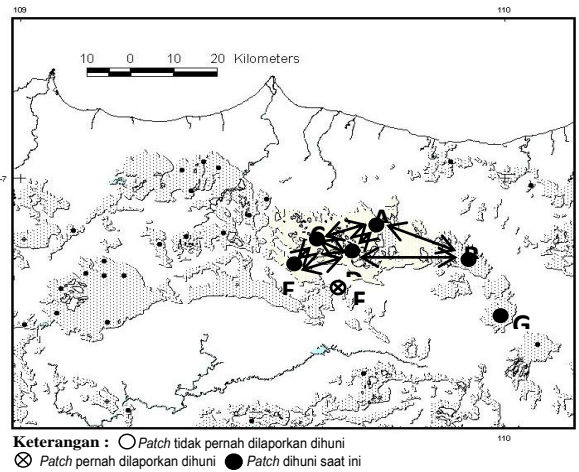 109 110
10 0 10 20 Kilometers
-7
A
C
B
E
F
G
110
Keterangan : Patch tidak pernah dilaporkan dihuni
Patch pernah dilaporkan dihuni Patch dihuni saat ini